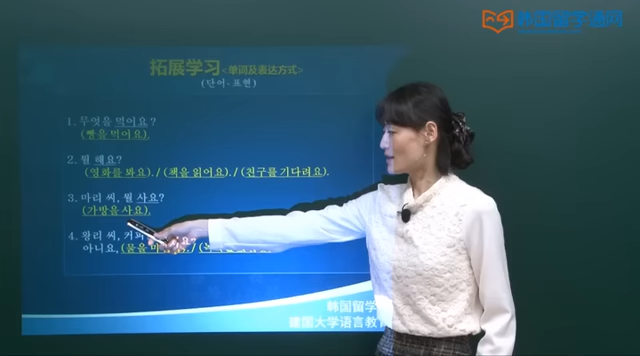 韩国留学通网
拓展学习<单词及表达方式>
(단어·표현)
1. 무엇을 먹어요?
(빵을 먹어요).
2. 뭘 해요?
(영화를 봐요). / (책을 읽어요). / (친구를 기다려요).
3. 마리 씨, 뭘 사요?
(가방을 사요).
4. 왕리 씨,
아니요, (물을
韩国留学
建国大学语言教育